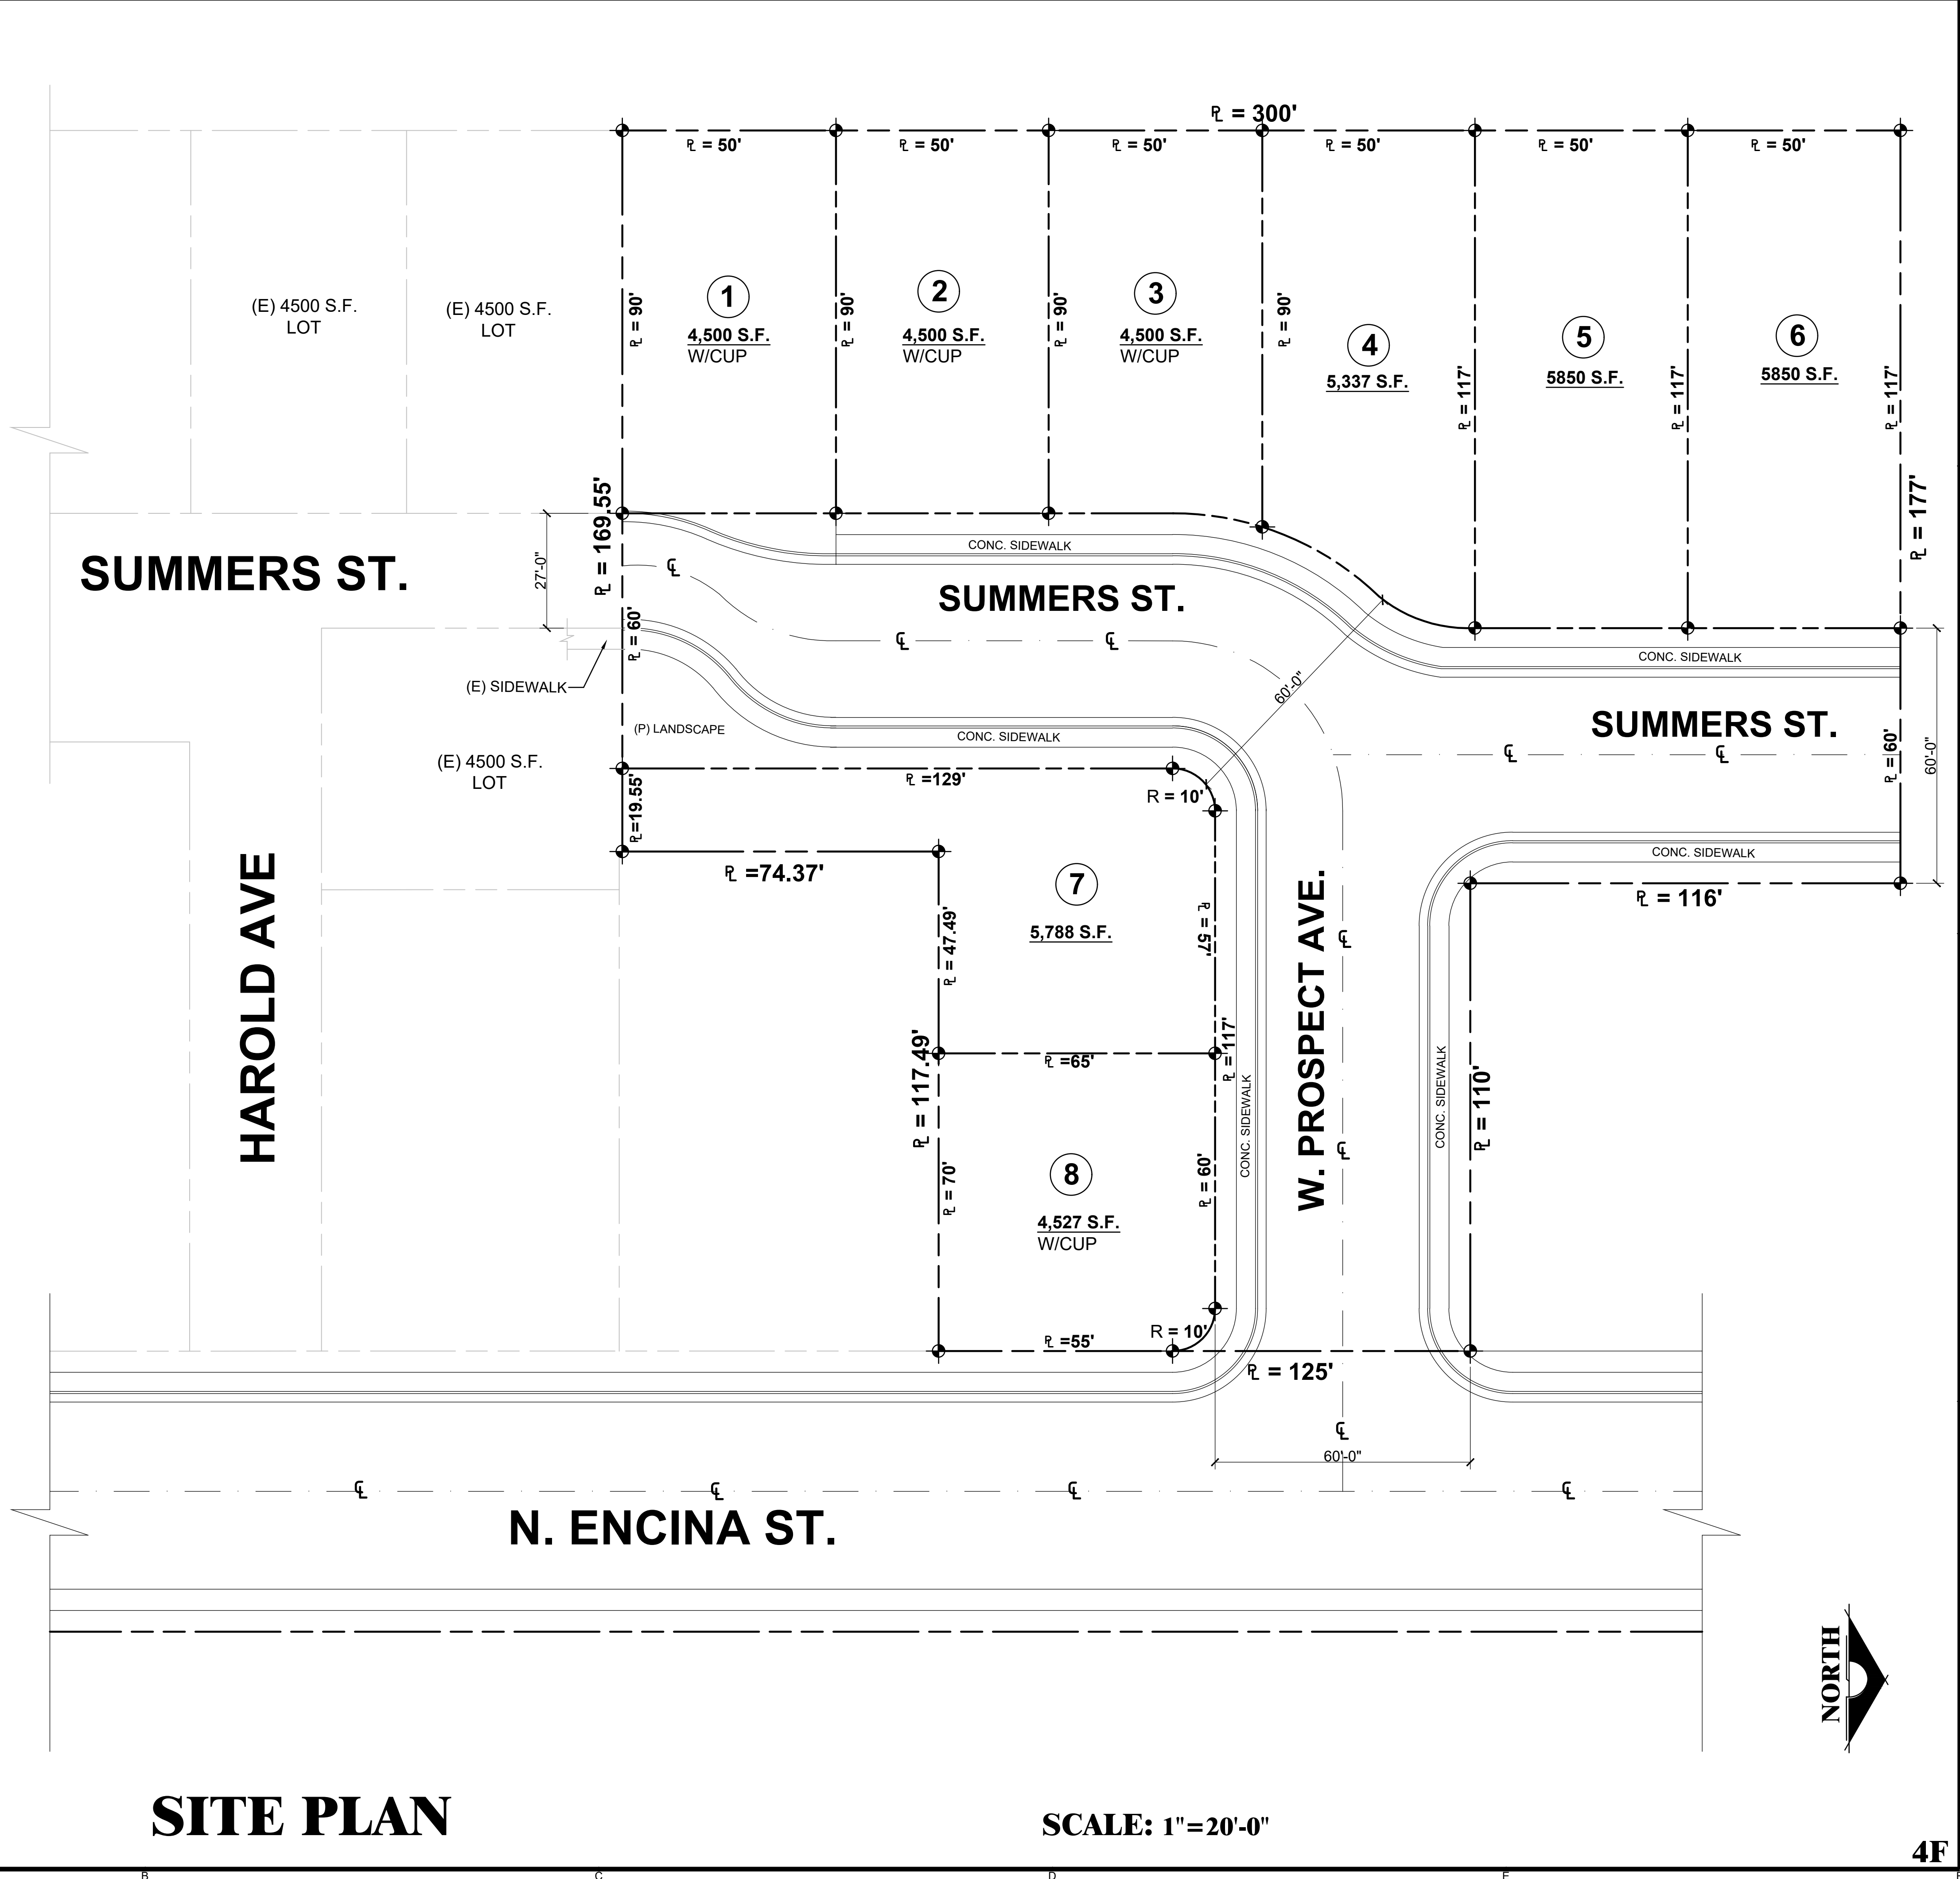 ℄ = 300'
℄ = 50'
℄ = 50'
℄ = 50'
℄ = 50'
℄ = 50'
℄ = 50'
(E) 4500 S.F.
LOT
(E) 4500 S.F.
LOT
℄ = 90'
1
4,500 S.F.
W/CUP
℄ = 90'
2
4,500 S.F.
W/CUP
℄ = 90'
3
4,500 S.F.
W/CUP
℄ = 90'
4
5,337 S.F.
℄ = 117'
5
5850 S.F.
℄ = 117'
6
5850 S.F.
℄ = 117'
℄ = 177'
SUMMERS ST.
27'-0"
℄ = 169.55'
℄ = 60'
℄
CONC. SIDEWALK
SUMMERS ST.
℄
℄
60'-0"
CONC. SIDEWALK
SUMMERS ST.
℄
℄
℄ = 60'
60'-0"
(E) SIDEWALK
(P) LANDSCAPE
CONC. SIDEWALK
(E) 4500 S.F.
LOT
℄ =129'
R = 10'
℄ =19.55'
℄ =74.37'
CONC. SIDEWALK
℄ = 116'
HAROLD AVE
7
5,788 S.F.
℄ = 47.49'
℄ = 57'
℄ =65'
℄ = 117'
℄ = 117.49'
W. PROSPECT AVE.
℄
℄
CONC. SIDEWALK
CONC. SIDEWALK
℄ = 110'
8
4,527 S.F.
W/CUP
℄ = 70'
℄ = 60'
℄ =55'
R = 10'
℄ = 125'
℄
60'-0"
℄
℄
℄
℄
N. ENCINA ST.
NORTH
SITE PLAN
SCALE: 1"=20'-0"
4F
B
C
D
E